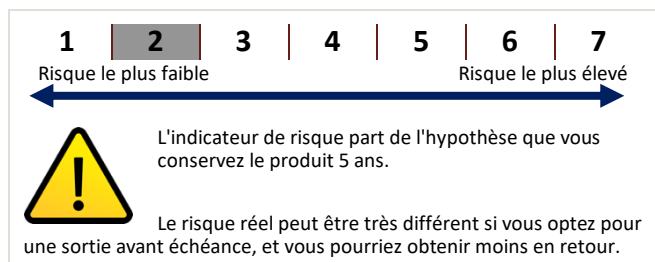 1 2 3 4 5 6 7
Risque le plus faible Risque le plus élevé
L'indicateur de risque part de l'hypothèse que vous
conservez le produit 5 ans.
Le risque réel peut être très différent si vous optez pour
une sortie avant échéance, et vous pourriez obtenir moins en retour.